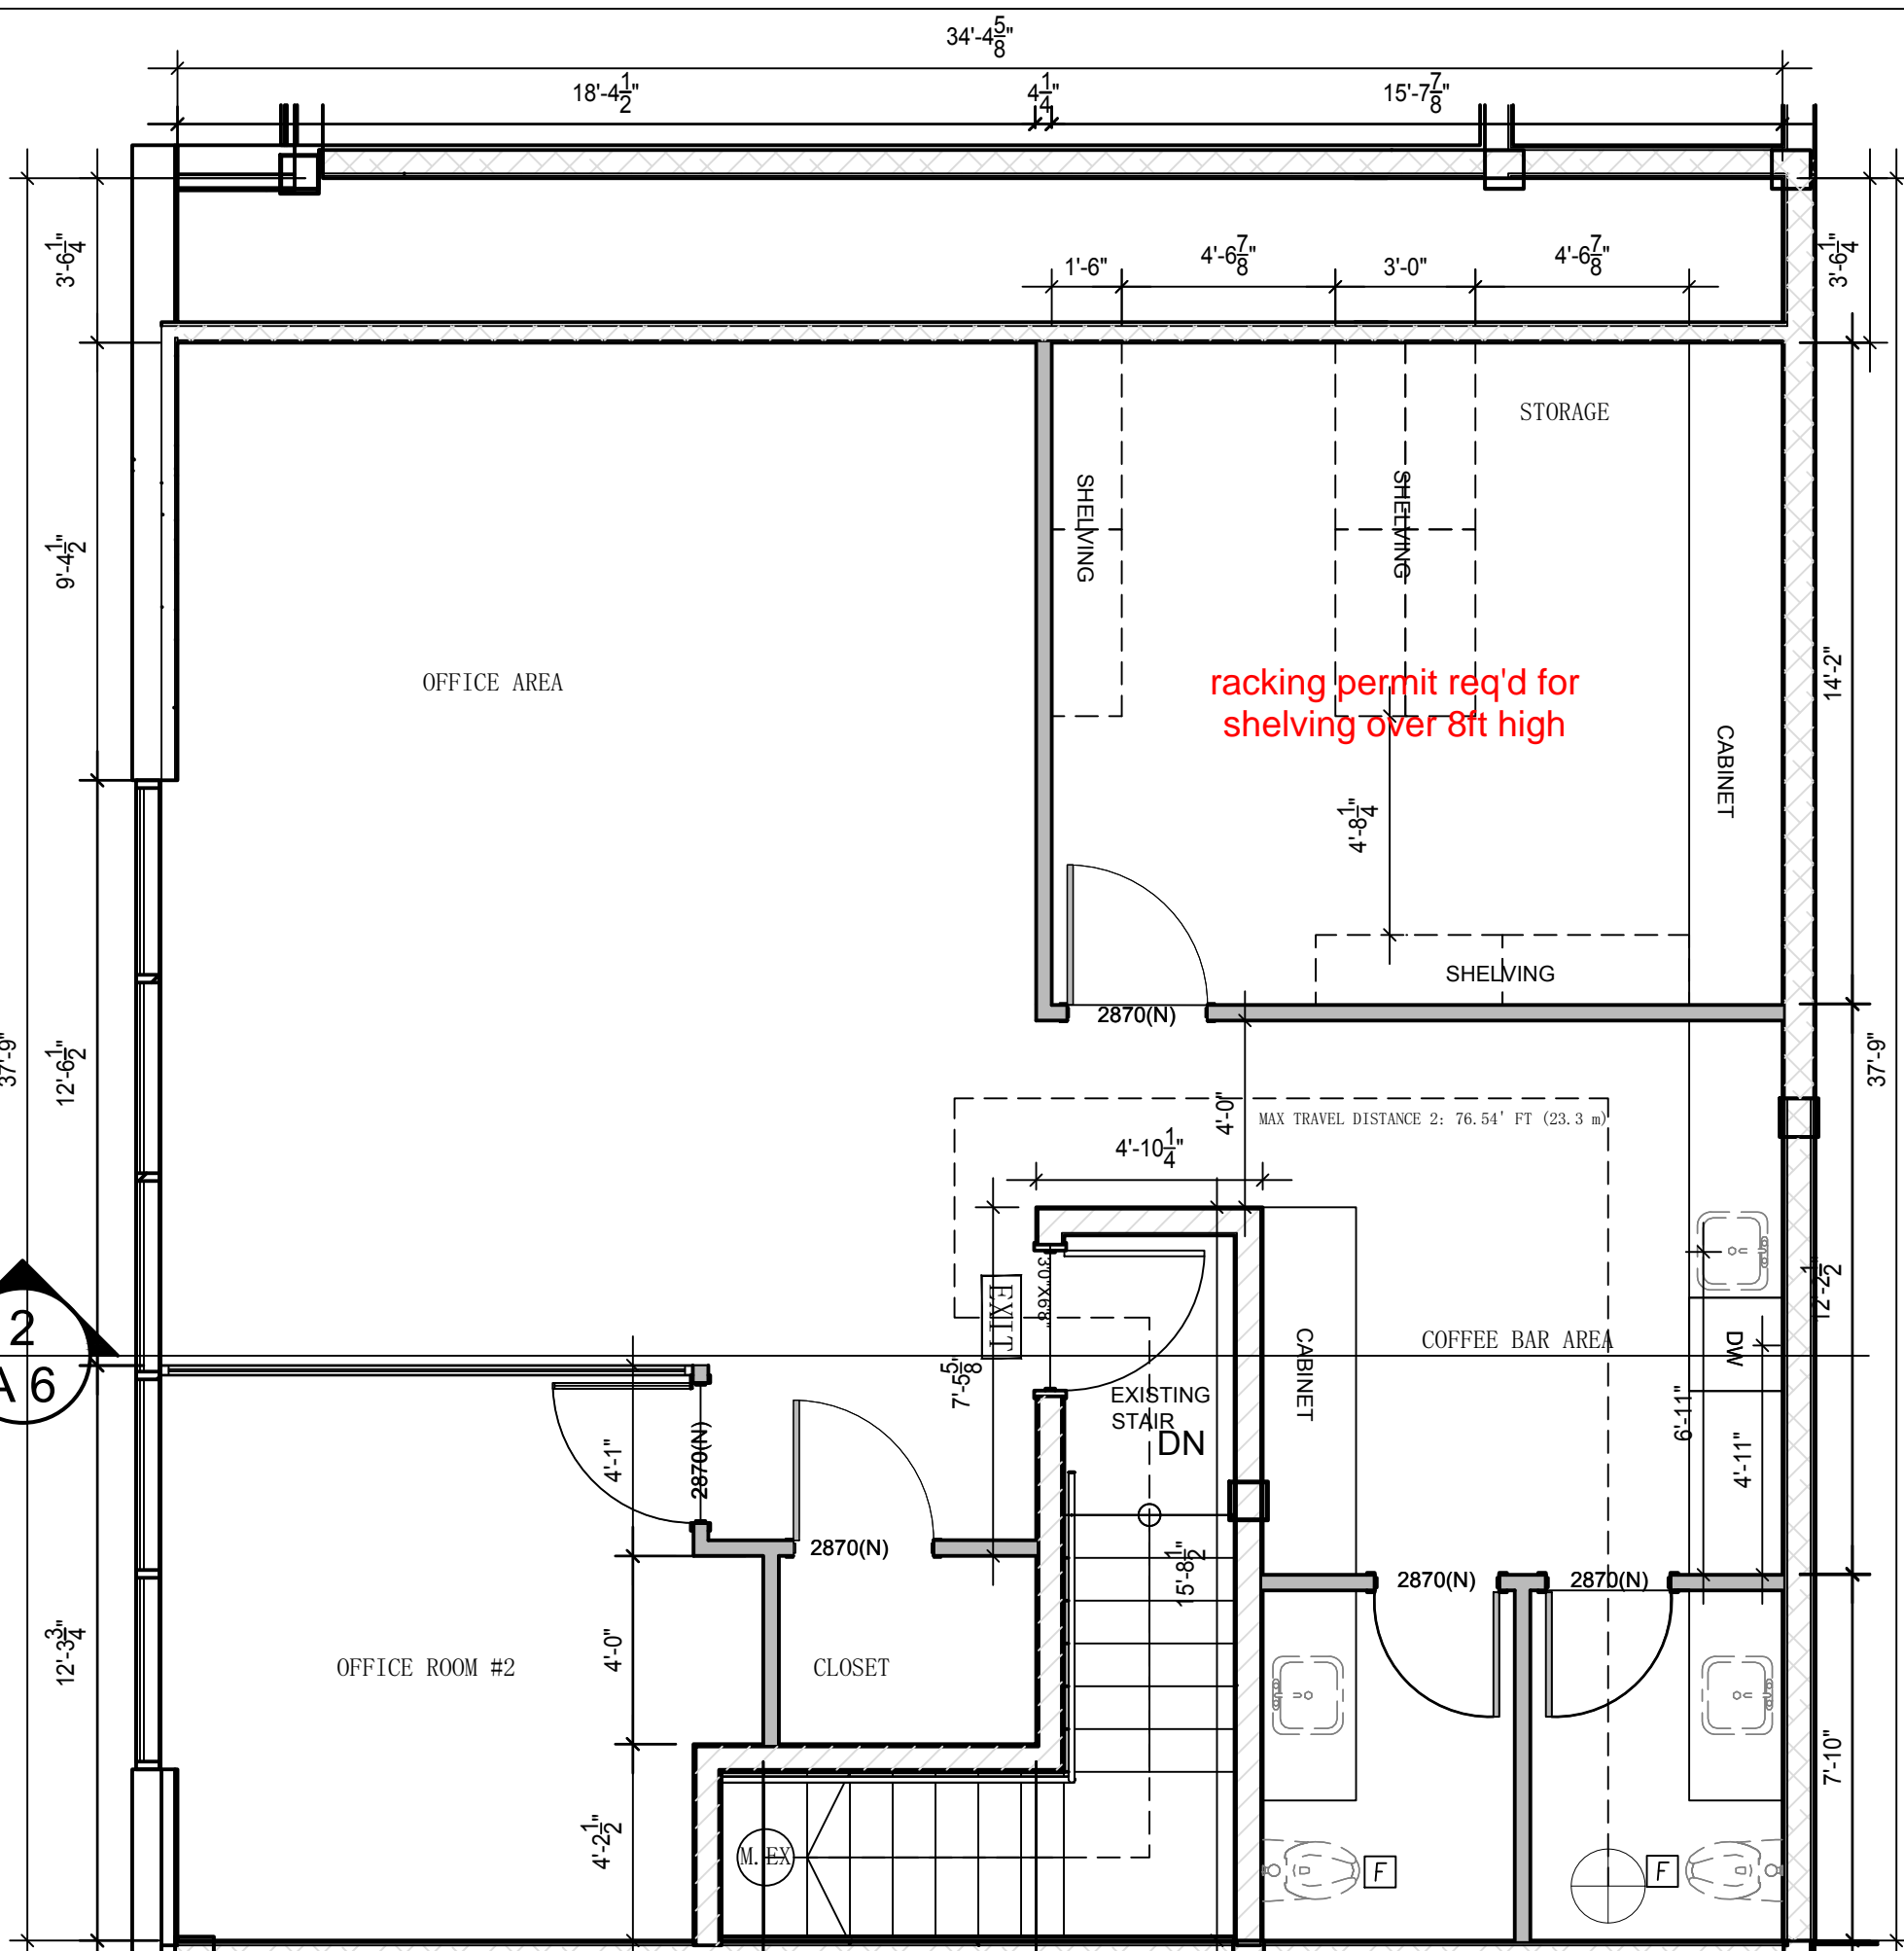 34'-4 5/8"
18'-4 1/2"
4 1/4"
15'-7 7/8"
3'-6 1/4"
1'-6"
4'-6 7/8"
3'-0"
4'-6 7/8"
3'-6 1/4"
STORAGE
SHELVING
SHELVING
9'-4 1/2"
OFFICE AREA
racking permit req'd for
shelving over 8ft high
14'-2"
CABINET
4'-8 1/4"
SHELVING
2870(N)
37'-9"
12'-6 1/2"
37'-9"
4'-0"
MAX TRAVEL DISTANCE 2: 76.54' FT (23.3 m)
4'-10 1/4"
3'0"X6'8"
EXIT
2
A 6
COFFEE BAR AREA
DW
CABINET
12'-2 1/2"
7'-5 5/8"
EXISTING
STAIR
DN
6'-11"
4'-11"
4'-1"
2870(N)
2870(N)
15'-8 1/2"
2870(N)
2870(N)
12'-3 3/4"
OFFICE ROOM #2
4'-0"
CLOSET
7'-10"
4'-2 1/2"
M. EX
F
F